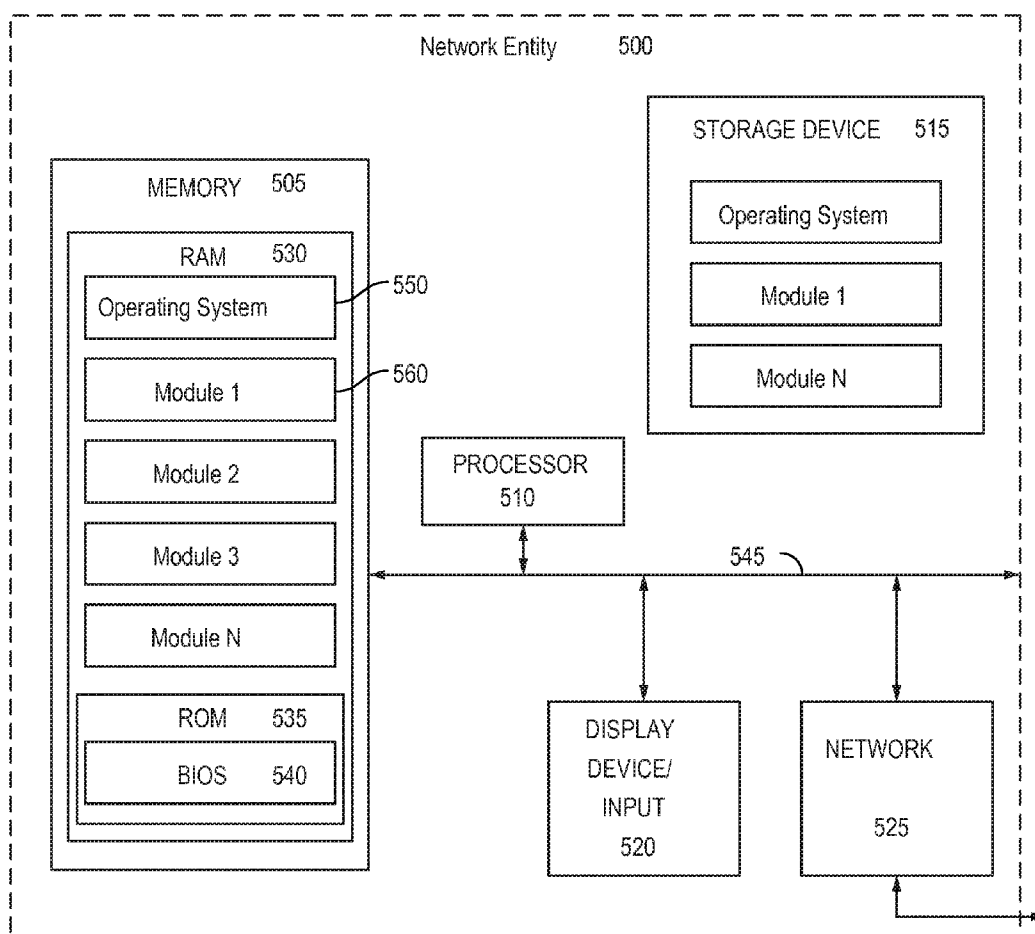 Network Entity 500
STORAGE DEVICE 515
Operating System
Module 1
Module N
MEMORY 505
RAM 530
Operating System
550
Module 1
560
Module 2
Module 3
Module N
ROM 535
BIOS 540
PROCESSOR
510
545
DISPLAY
DEVICE/
INPUT
520
NETWORK
525